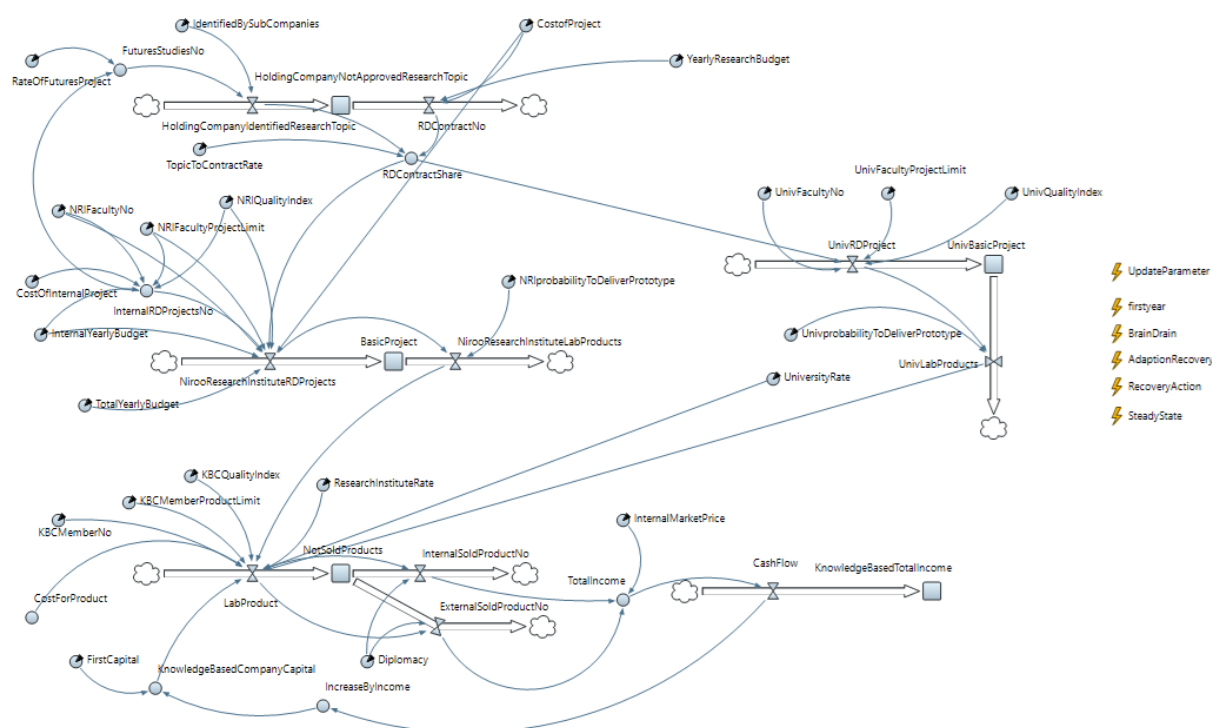 IdentifiedBySubCompanies
CostofProject
FuturesStudiesNo
YearlyResearchBudget
RateOfFuturesProject
HoldingCompanyNotApprovedResearchTopic
HoldingCompanyIdentifiedResearchTopic
RDContractNo
TopicToContractRate
RDContractShare
UnivFacultyProjectLimit
UnivFacultyNo
UnivQualityIndex
NRIQualityIndex
NRIFacultyNo
NRIFacultyProjectLimit
UnivRDProject
UnivBasicProject
UpdateParameter
CostOfInternalProject
NRIprobabilityToDeliverPrototype
InternalRDProjectsNo
firstyear
InternalYearlyBudget
UnivprobabilityToDeliverPrototype
BrainDrain
BasicProject
NirooResearchInstituteLabProducts
UnivLabProducts
AdaptionRecovery
NirooResearchInstituteRDProjects
UniversityRate
RecoveryAction
TotalYearlyBudget
SteadyState
KBCQualityIndex
ResearchInstituteRate
KBCMemberProductLimit
InternalMarketPrice
KBCMemberNo
NotSoldProducts
InternalSoldProductNo
CashFlow
KnowledgeBasedTotalIncome
TotalIncome
CostForProduct
LabProduct
ExternalSoldProductNo
FirstCapital
KnowledgeBasedCompanyCapital
Diplomacy
IncreaseByIncome